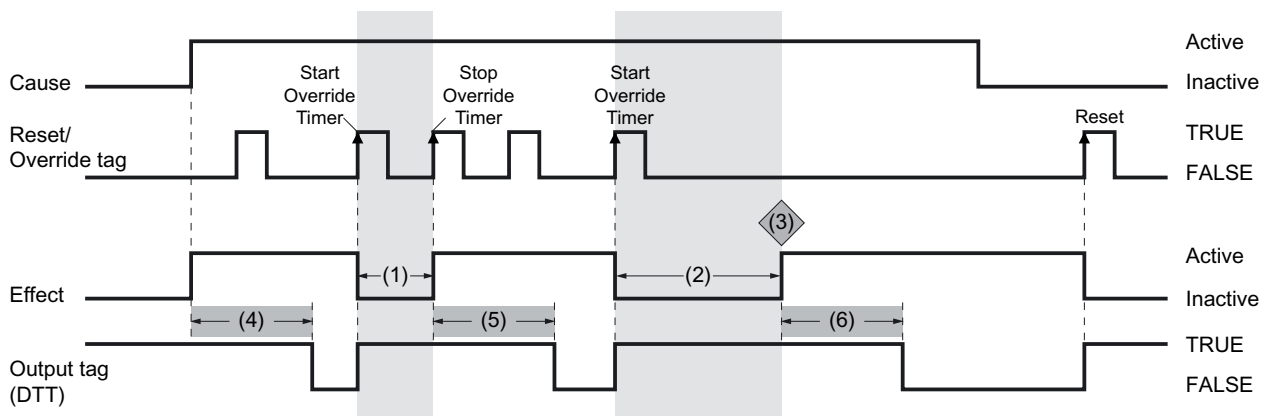 Active
Cause
Inactive
Start
Override
Timer
Stop
Override
Timer
Start
Override
Timer
Reset/
Override tag
Reset
TRUE
FALSE
(3)
Active
Effect
(1)
(2)
Inactive
(4)
(5)
(6)
Output tag
(DTT)
TRUE
FALSE